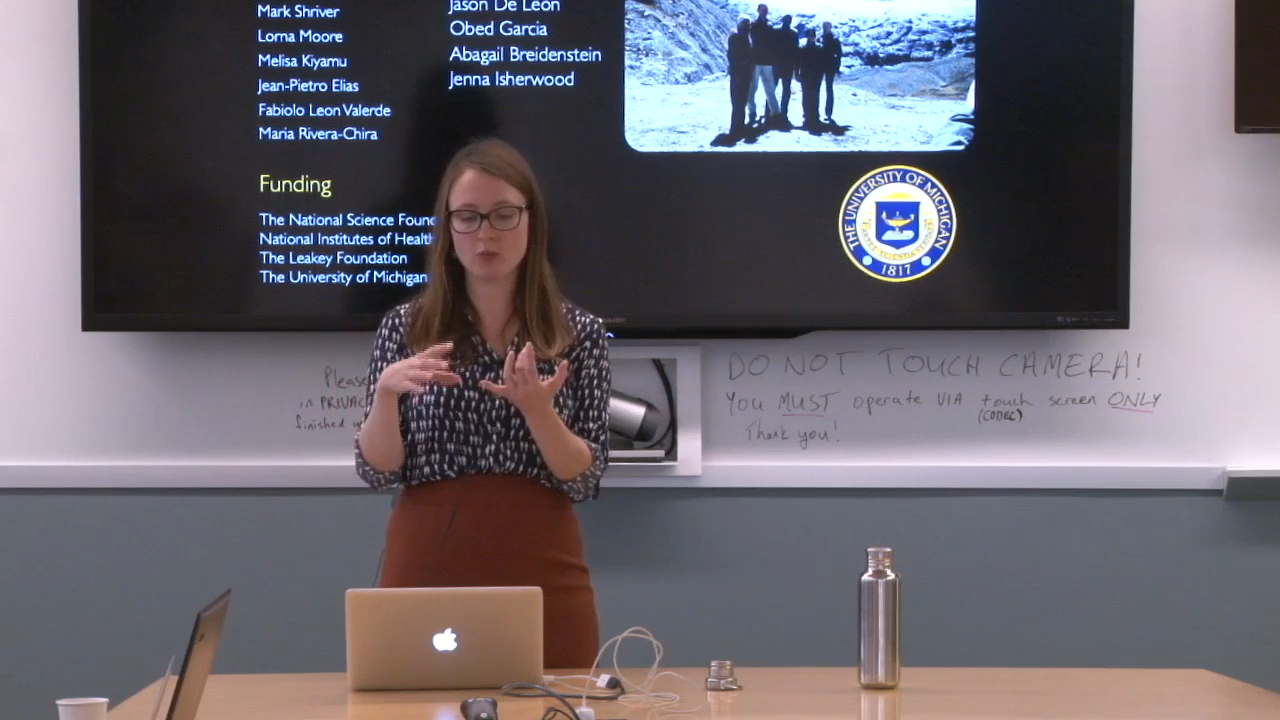 Mark Shriver
Lorna Moore
Melisa Kiyamu
Jean-Pietro Elias
Fabiolo Leon Valerde
Maria Rivera-Chira
Jason De Leon
Obed Garcia
Abagail Breidenstein
Jenna Isherwood
Funding
The National Science Foun
National Institutes of Health
The Leakey Foundation
The University of Michigan
THE UNIVERSITY OF MICHIGAN
1817
Please
in PRIVAC
finished
DO NOT TOUCH CAMERA!
YOU MUST operate VIA touch screen ONLY
(CODEC)
Thank you!